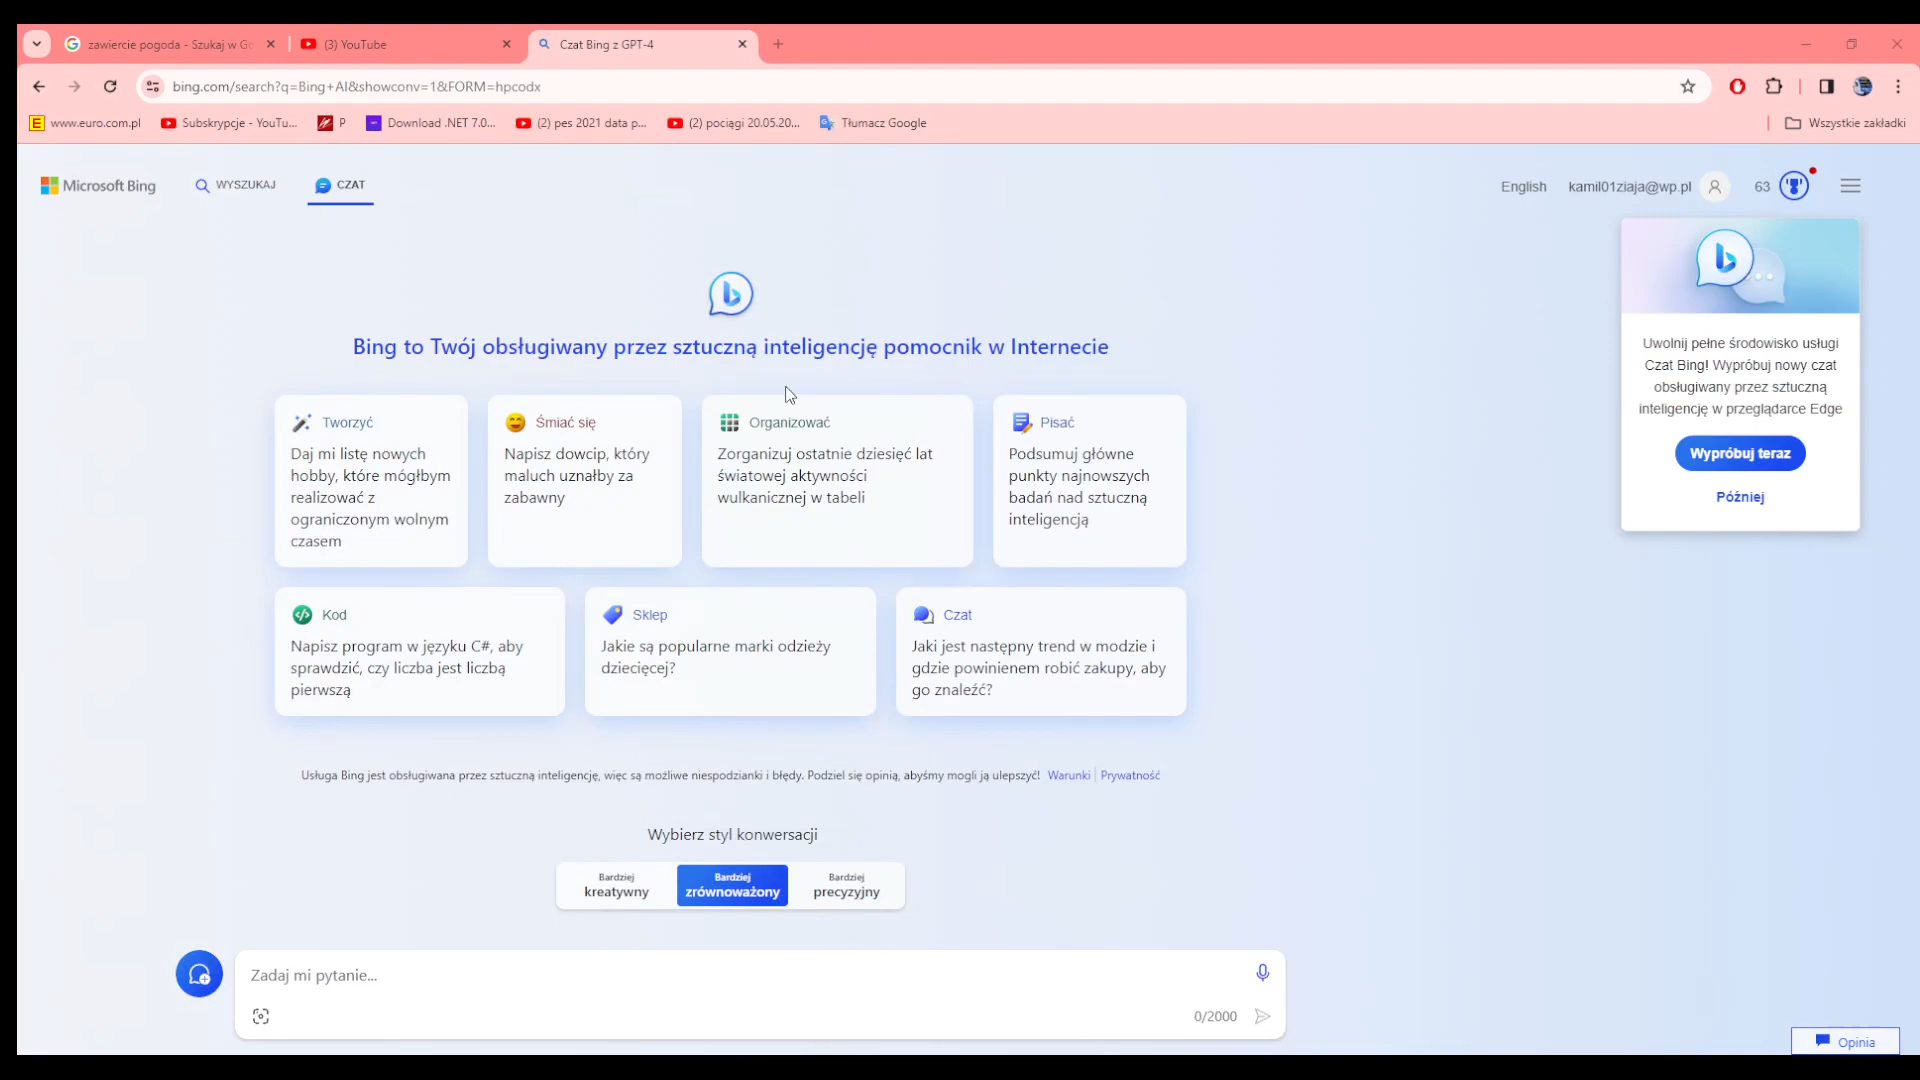 zawiercie pogoda - Szukaj w Go
(3) YouTube
Czat Bing z GPT-4
bing.com/search?q=Bing+AI&showconv=1&FORM=hpcodx
E www.euro.com.pl
Subskrypcje - YouTu...
P
Download .NET 7.0...
(2) pes 2021 data p...
(2) pociągi 20.05.20...
Tłumacz Google
Wszystkie zakładki
Microsoft Bing
WYSZUKAJ
CZAT
English
kamil01ziaja@wp.pl
63
Bing to Twój obsługiwany przez sztuczną inteligencję pomocnik w Internecie
Tworzyć
Daj mi listę nowych
hobby, które mógłbym
realizować z
ograniczonym wolnym
czasem
Śmiać się
Napisz dowcip, który
maluch uznałby za
zabawny
Organizować
Zorganizuj ostatnie dziesięć lat
światowej aktywności
wulkanicznej w tabeli
Pisać
Podsumuj główne
punkty najnowszych
badań nad sztuczną
inteligencją
Uwolnij pełne środowisko usługi
Czat Bing! Wypróbuj nowy czat
obsługiwany przez sztuczną
inteligencję w przeglądarce Edge
Wypróbuj teraz
Później
Kod
Napisz program w języku C#, aby
sprawdzić, czy liczba jest liczbą
pierwszą
Sklep
Jakie są popularne marki odzieży
dziecięcej?
Czat
Jaki jest następny trend w modzie i
gdzie powinienem robić zakupy, aby
go znaleźć?
Usługa Bing jest obsługiwana przez sztuczną inteligencję, więc są możliwe niespodzianki i błędy. Podziel się opinią, abyśmy mogli ją ulepszyć! Warunki | Prywatność
Wybierz styl konwersacji
Bardziej
kreatywny
Bardziej
zrównoważony
Bardziej
precyzyjny
Zadaj mi pytanie...
0/2000
Opinia